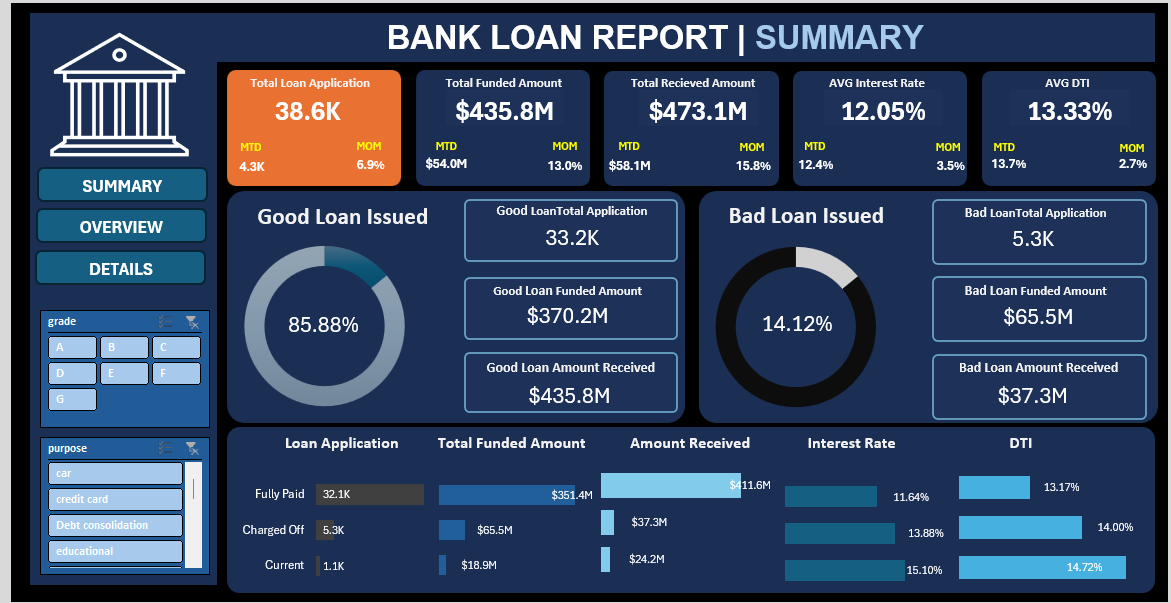 BANK LOAN REPORT | SUMMARY
Total Loan Application
38.6K
MTD MOM
4.3K 6.9%
Total Funded Amount
$435.8M
MTD MOM
$54.0M 13.0%
Total Recieved Amount
$473.1M
MTD MOM
$58.1M 15.8%
AVG Interest Rate
12.05%
MTD MOM
12.4% 3.5%
AVG DTI
13.33%
MTD MOM
13.7% 2.7%
SUMMARY
OVERVIEW
DETAILS
grade
A B C
D E F
G
purpose
car
credit card
Debt consolidation
educational
Good Loan Issued
85.88%
Good LoanTotal Application
33.2K
Good Loan Funded Amount
$370.2M
Good Loan Amount Received
$435.8M
Bad Loan Issued
14.12%
Bad LoanTotal Application
5.3K
Bad Loan Funded Amount
$65.5M
Bad Loan Amount Received
$37.3M
Loan Application Total Funded Amount Amount Received Interest Rate DTI
Fully Paid 32.1K $351.4M $411.6M 11.64% 13.17%
Charged Off 5.3K $65.5M $37.3M 13.88% 14.00%
Current 1.1K $18.9M $24.2M 15.10% 14.72%